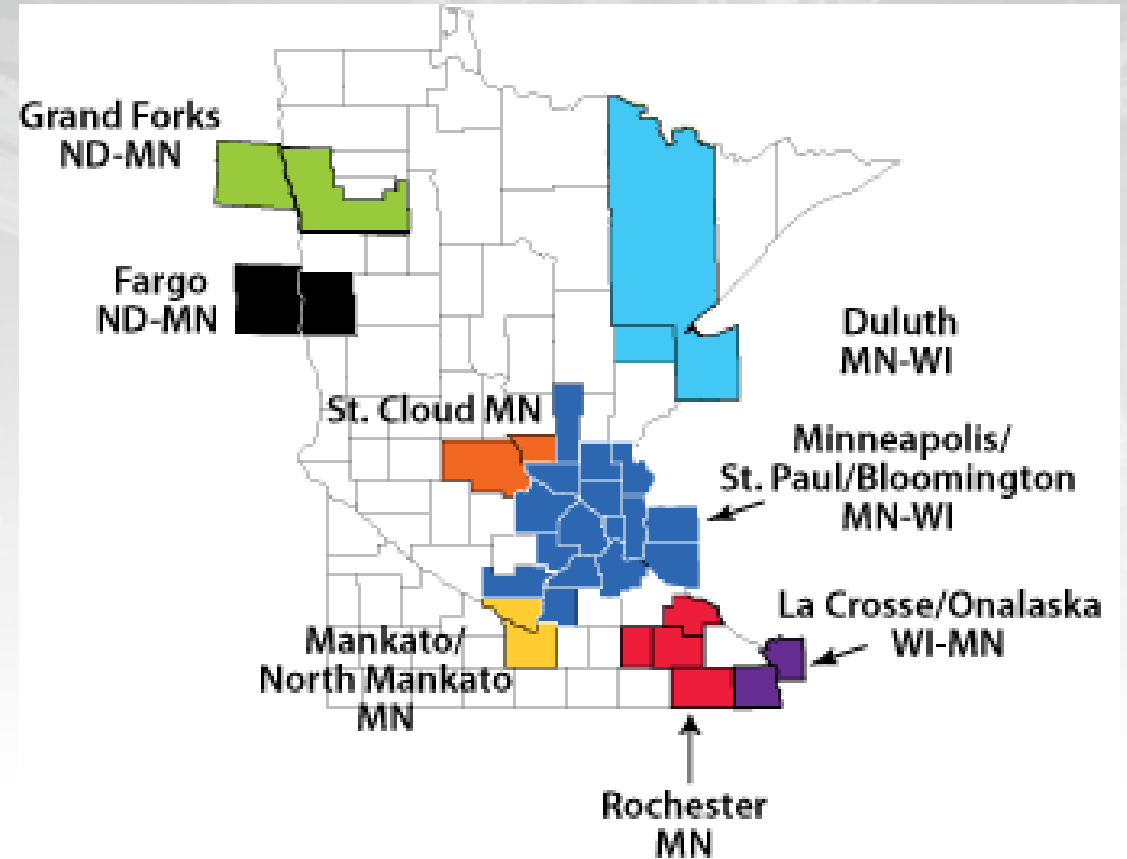 Grand Forks
ND-MN
Fargo
ND-MN
Duluth
MN-WI
St. Cloud MN
Minneapolis/
St. Paul/Bloomington
MN-WI
La Crosse/Onalaska
WI-MN
Mankato/
North Mankato
MN
Rochester
MN